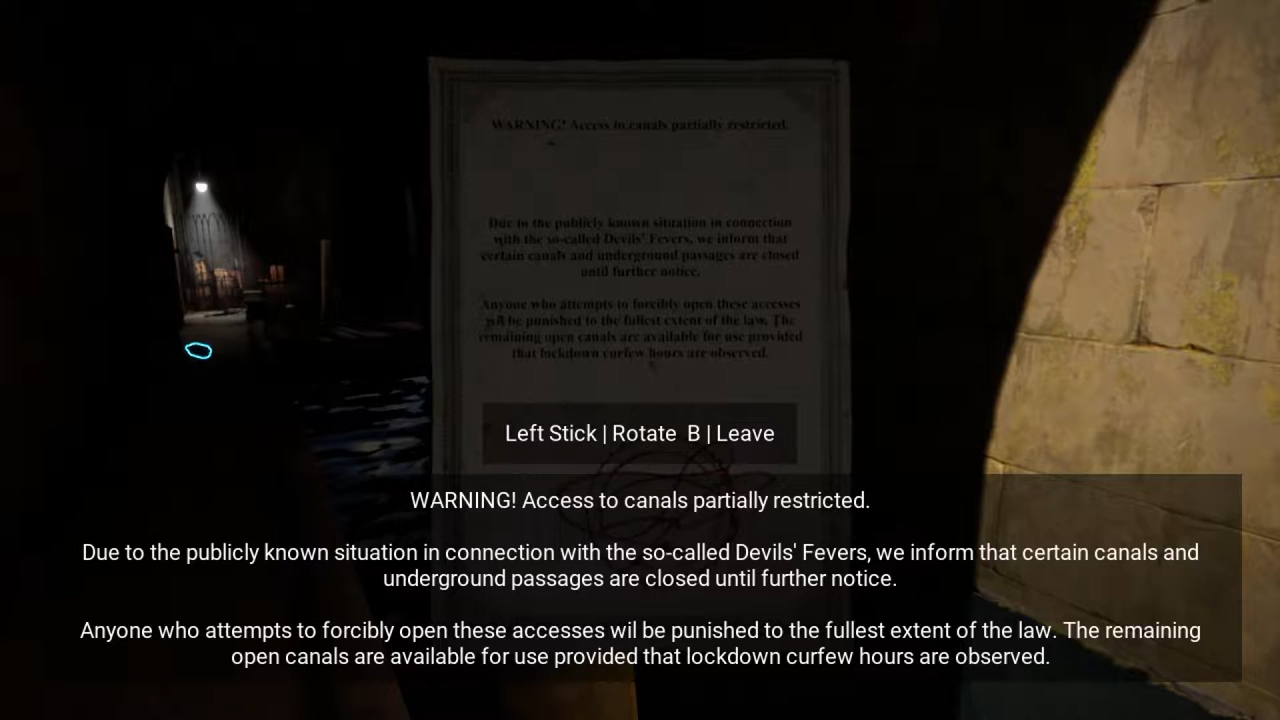 WARNING! Access in canals partially restricted.
Due to the publicly known situation in connection
with the so-called Devils' Fevers, we inform that
certain canals and underground passages are closed
until further notice.
Anyone who attempts to forcibly open these accesses
will be punished to the fullest extent of the law. The
remaining open canals are available for use provided
that lockdown curfew hours are observed.
Left Stick | Rotate B | Leave
WARNING! Access to canals partially restricted.
Due to the publicly known situation in connection with the so-called Devils' Fevers, we inform that certain canals and
underground passages are closed until further notice.
Anyone who attempts to forcibly open these accesses wil be punished to the fullest extent of the law. The remaining
open canals are available for use provided that lockdown curfew hours are observed.